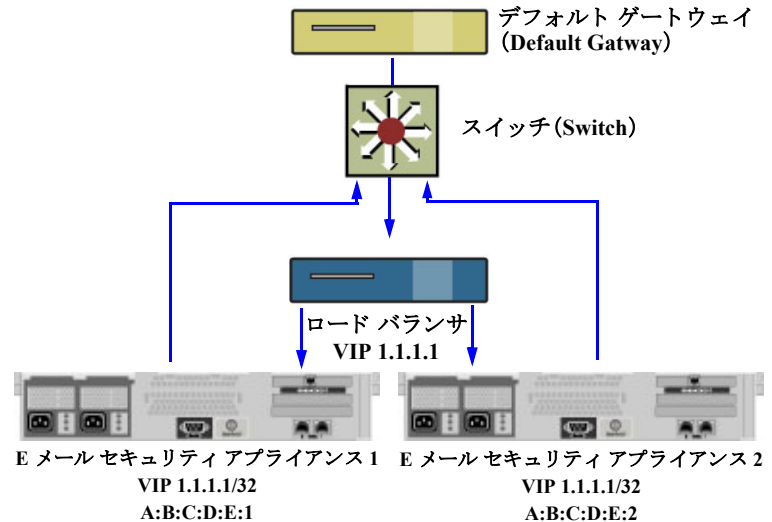 デフォルト ゲートウェイ
(Default Gatway)
スイッチ(Switch)
ロード バランサ
VIP 1.1.1.1
E メール セキュリティ アプライアンス 1
VIP 1.1.1.1/32
A:B:C:D:E:1
E メール セキュリティ アプライアンス 2
VIP 1.1.1.1/32
A:B:C:D:E:2